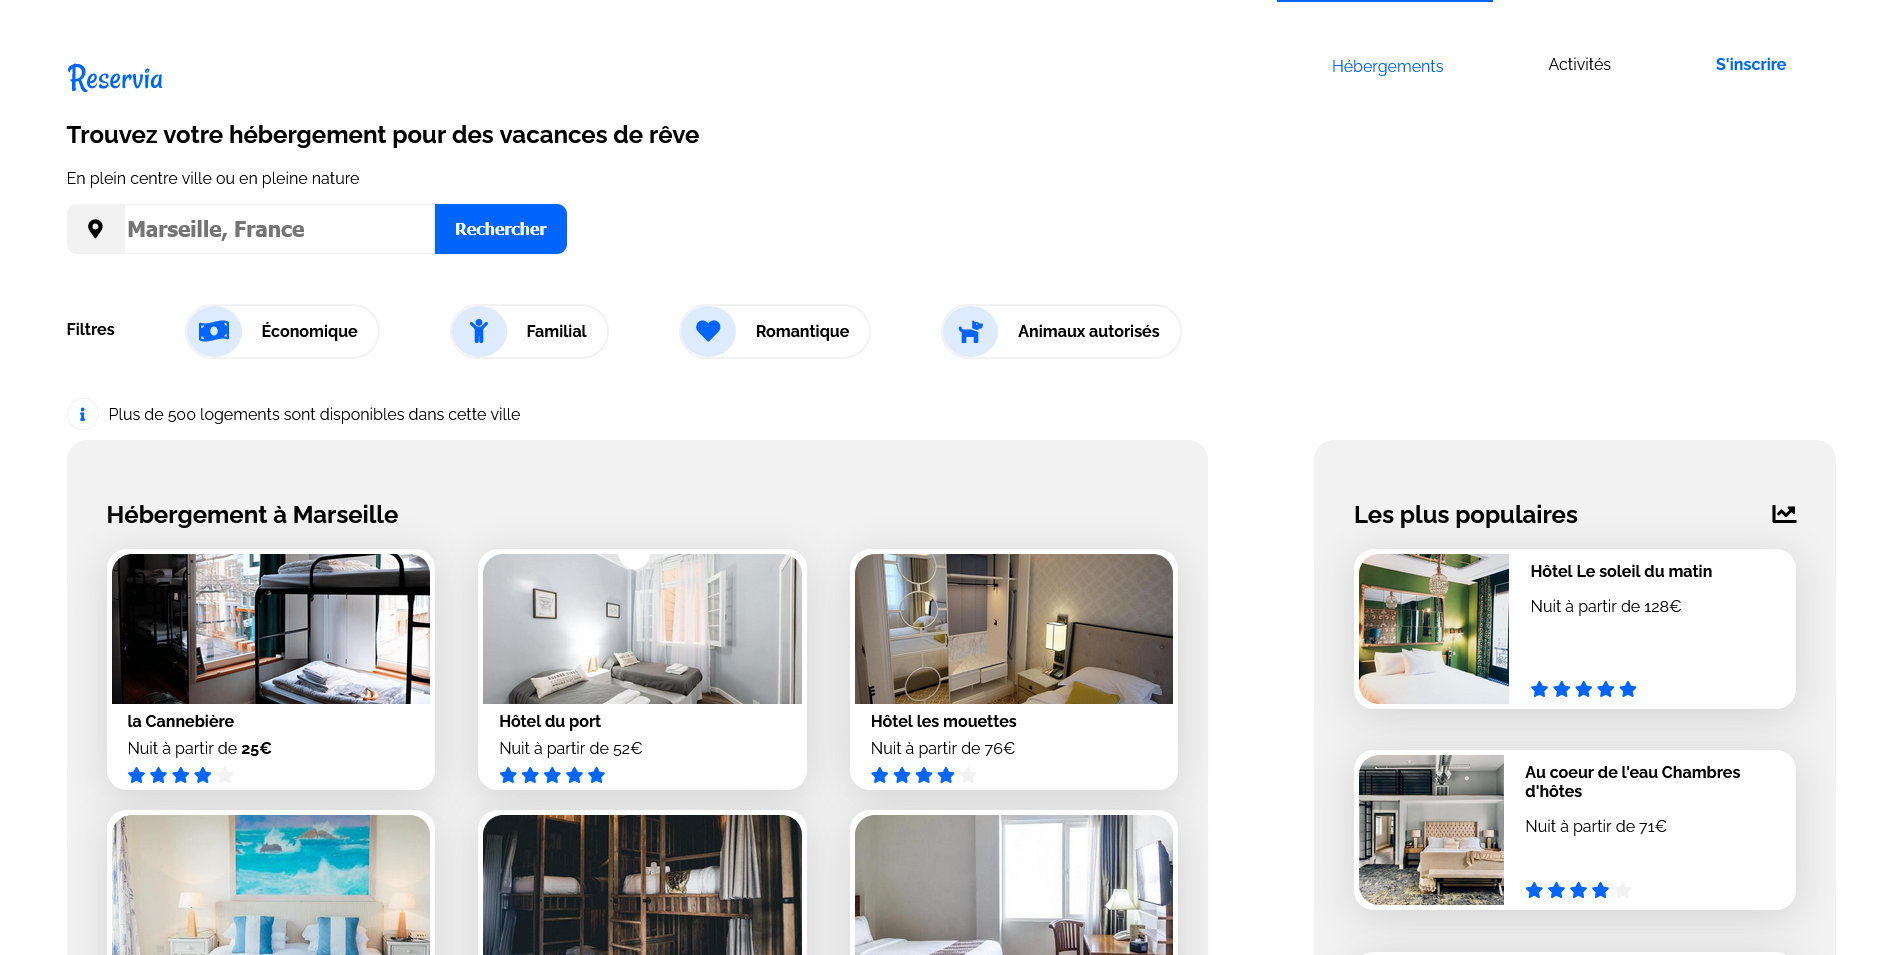 Reservia
Hébergements
Activités
S'inscrire
Trouvez votre hébergement pour des vacances de rêve
En plein centre ville ou en pleine nature
Marseille, France
Rechercher
Filtres
Économique
Familial
Romantique
Animaux autorisés
Plus de 500 logements sont disponibles dans cette ville
Hébergement à Marseille
la Cannebière
Nuit à partir de 25€
Hôtel du port
Nuit à partir de 52€
Hôtel les mouettes
Nuit à partir de 76€
Les plus populaires
Hôtel Le soleil du matin
Nuit à partir de 128€
Au coeur de l'eau Chambres
d'hôtes
Nuit à partir de 71€